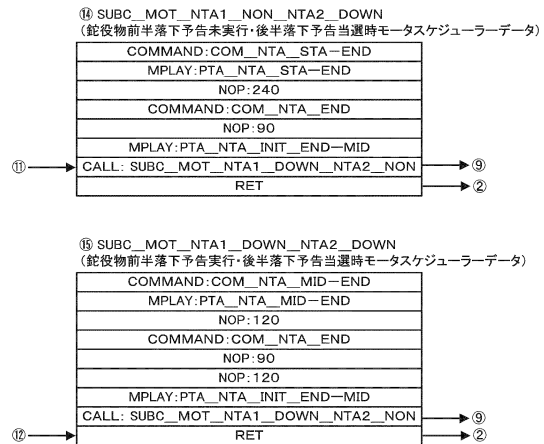 ⑭ SUBC__MOT__NTA1__NON__NTA2__DOWN
(鉈役物前半落下予告未実行・後半落下予告当選時モータスケジューラーデータ)
COMMAND:COM__NTA__STA-END
MPLAY:PTA__NTA__STA-END
NOP:240
COMMAND:COM__NTA__END
NOP:90
MPLAY:PTA__NTA__INIT__END-MID
⑪ CALL: SUBC__MOT__NTA1__DOWN__NTA2__NON ⑨
RET ②
⑮ SUBC__MOT__NTA1__DOWN__NTA2__DOWN
(鉈役物前半落下予告実行・後半落下予告当選時モータスケジューラーデータ)
COMMAND:COM__NTA__MID-END
MPLAY:PTA__NTA__MID-END
NOP:120
COMMAND:COM__NTA__END
NOP:90
NOP:120
MPLAY:PTA__NTA__INIT__END-MID
CALL: SUBC__MOT__NTA1__DOWN__NTA2__NON ⑨
⑫ RET ②